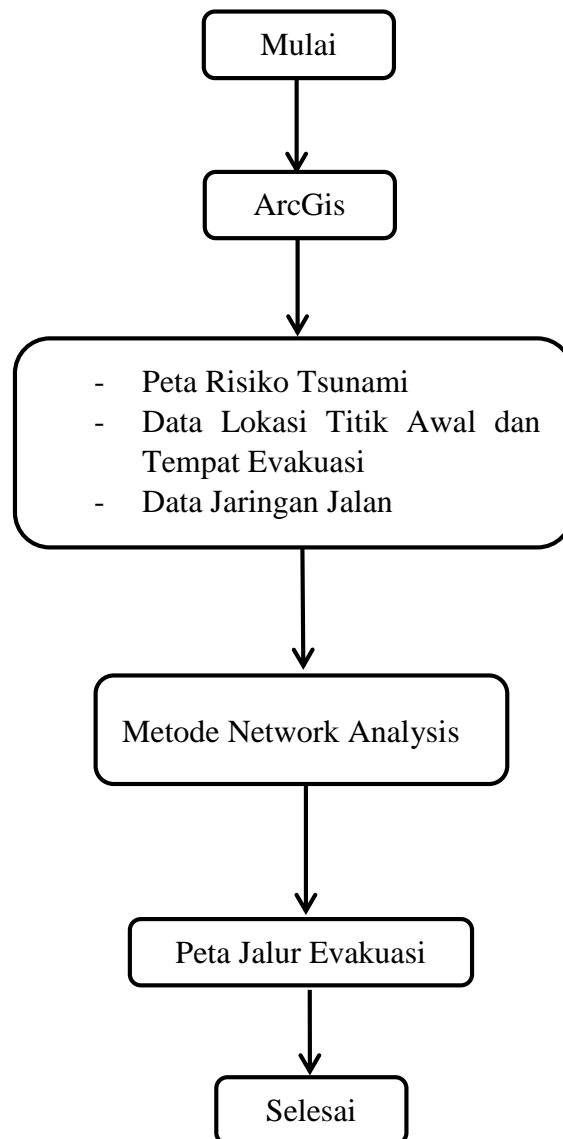 Mulai
ArcGis
- Peta Risiko Tsunami
- Data Lokasi Titik Awal dan
Tempat Evakuasi
- Data Jaringan Jalan
Metode Network Analysis
Peta Jalur Evakuasi
Selesai